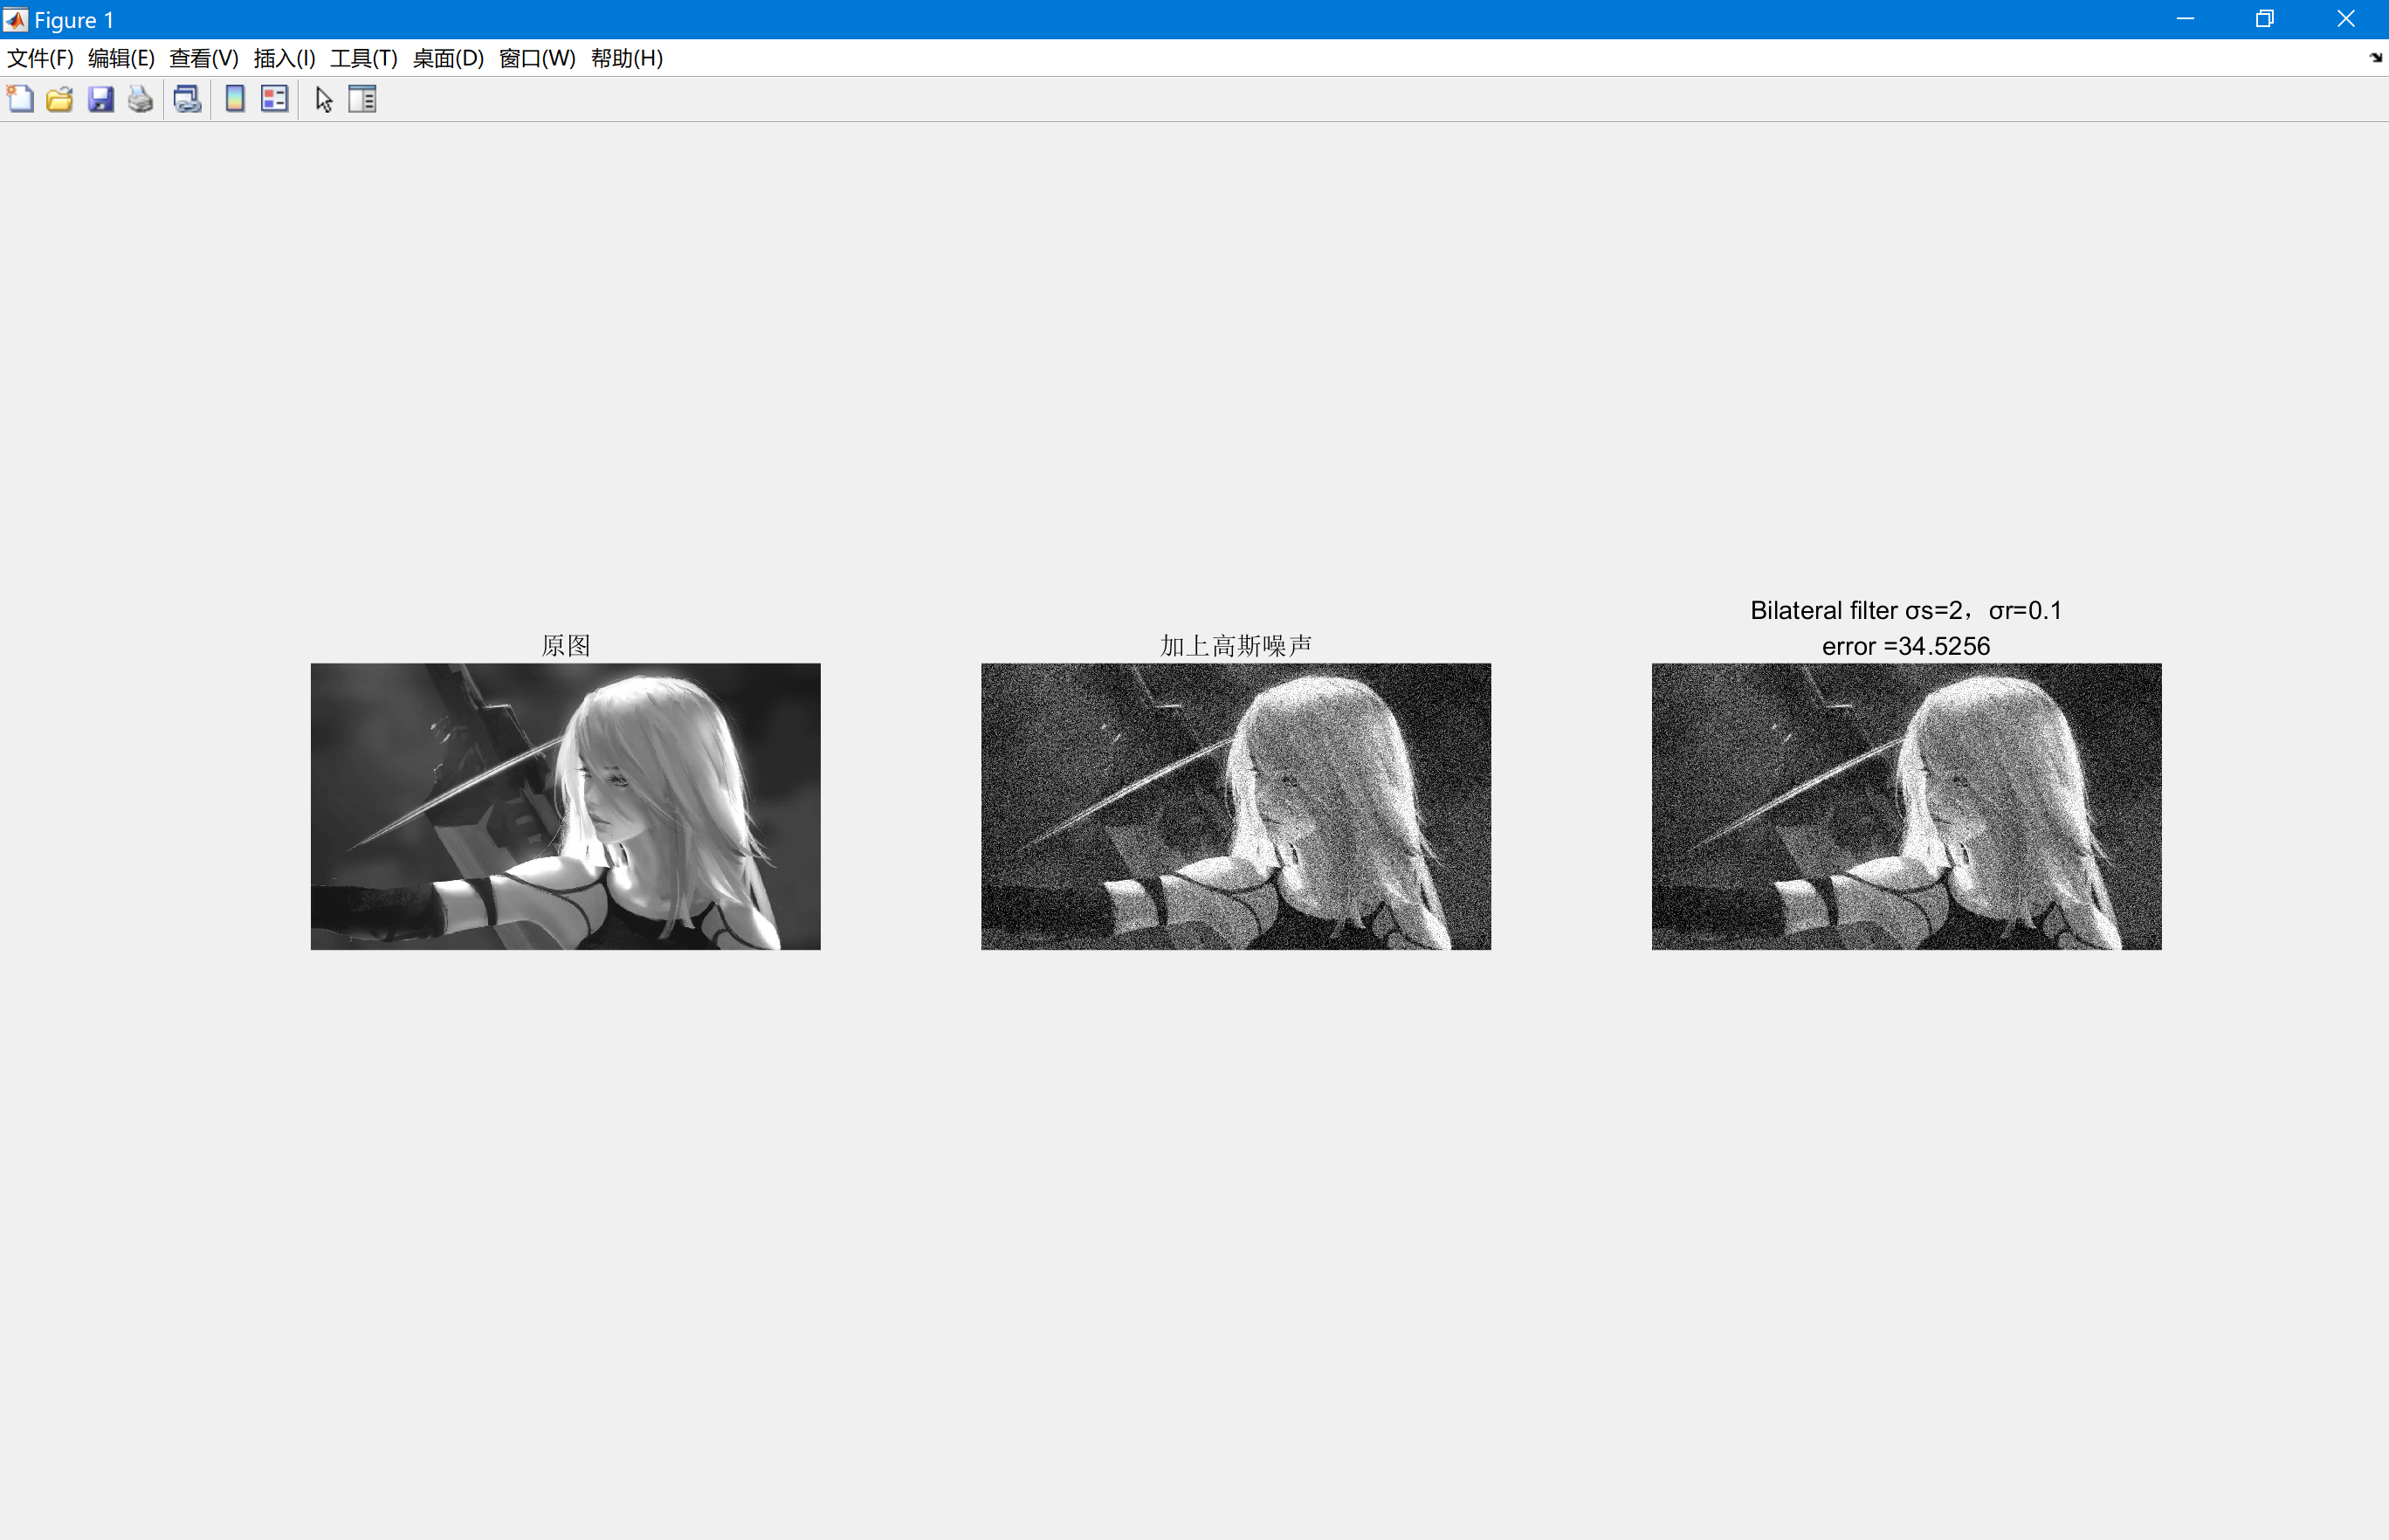 Figure 1
文件(F) 编辑(E) 查看(V) 插入(I) 工具(T) 桌面(D) 窗口(W) 帮助(H)
原图
加上高斯噪声
Bilateral filter σs=2，σr=0.1
error =34.5256